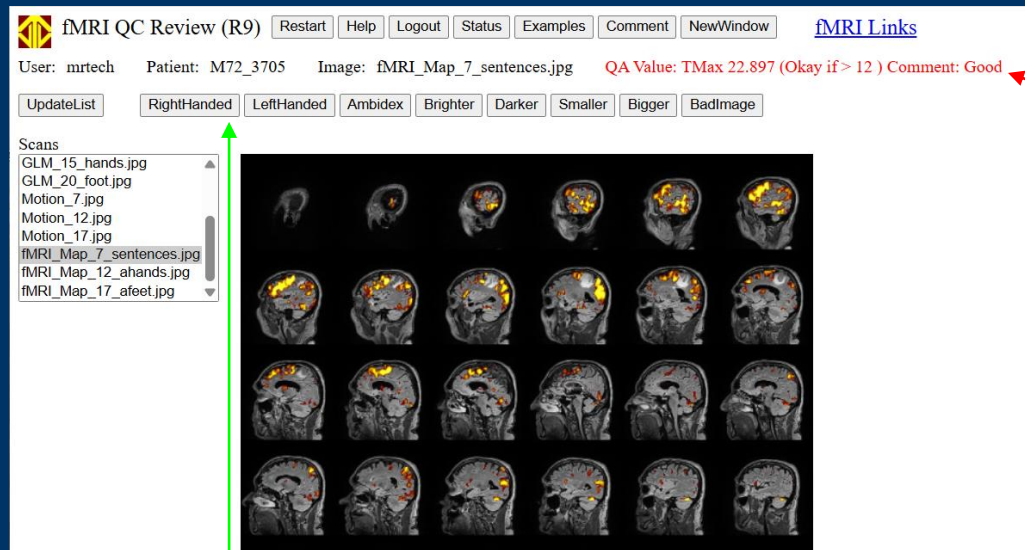 fMRI QC Review (R9) Restart Help Logout Status Examples Comment NewWindow fMRI Links
User: mrtech Patient: M72_3705 Image: fMRI_Map_7_sentences.jpg QA Value: TMax 22.897 (Okay if > 12 ) Comment: Good
UpdateList RightHanded LeftHanded Ambidex Brighter Darker Smaller Bigger BadImage
Scans
GLM_15_hands.jpg
GLM_20_foot.jpg
Motion_7.jpg
Motion_12.jpg
Motion_17.jpg
fMRI_Map_7_sentences.jpg
fMRI_Map_12_ahands.jpg
fMRI_Map_17_afeet.jpg